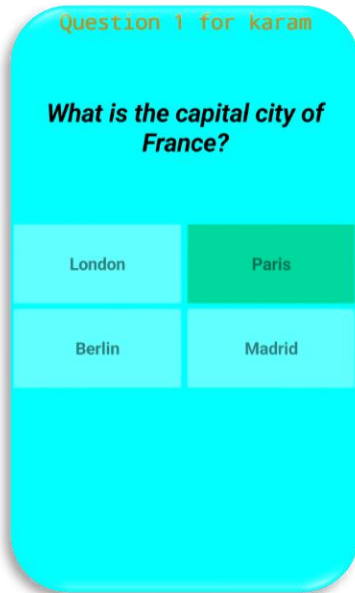 Question 1 for karam
What is the capital city of
France?
London
Paris
Berlin
Madrid